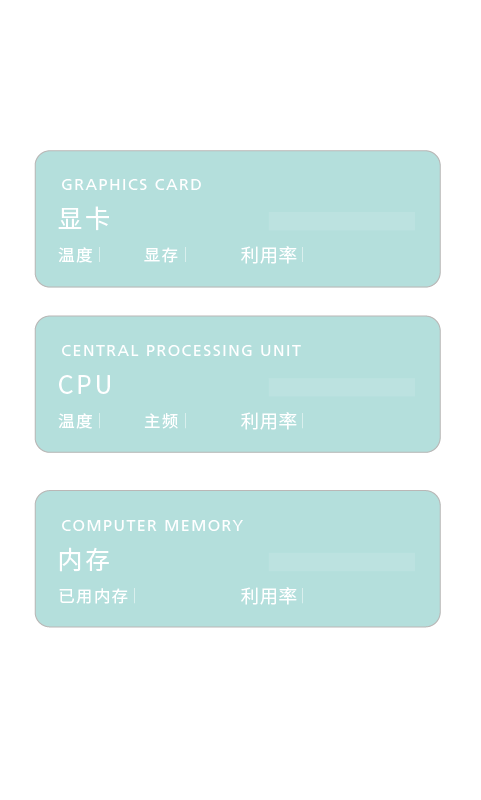 GRAPHICS CARD
显卡
温度 显存 利用率
CENTRAL PROCESSING UNIT
CPU
温度 主频 利用率
COMPUTER MEMORY
内存
已用内存 利用率